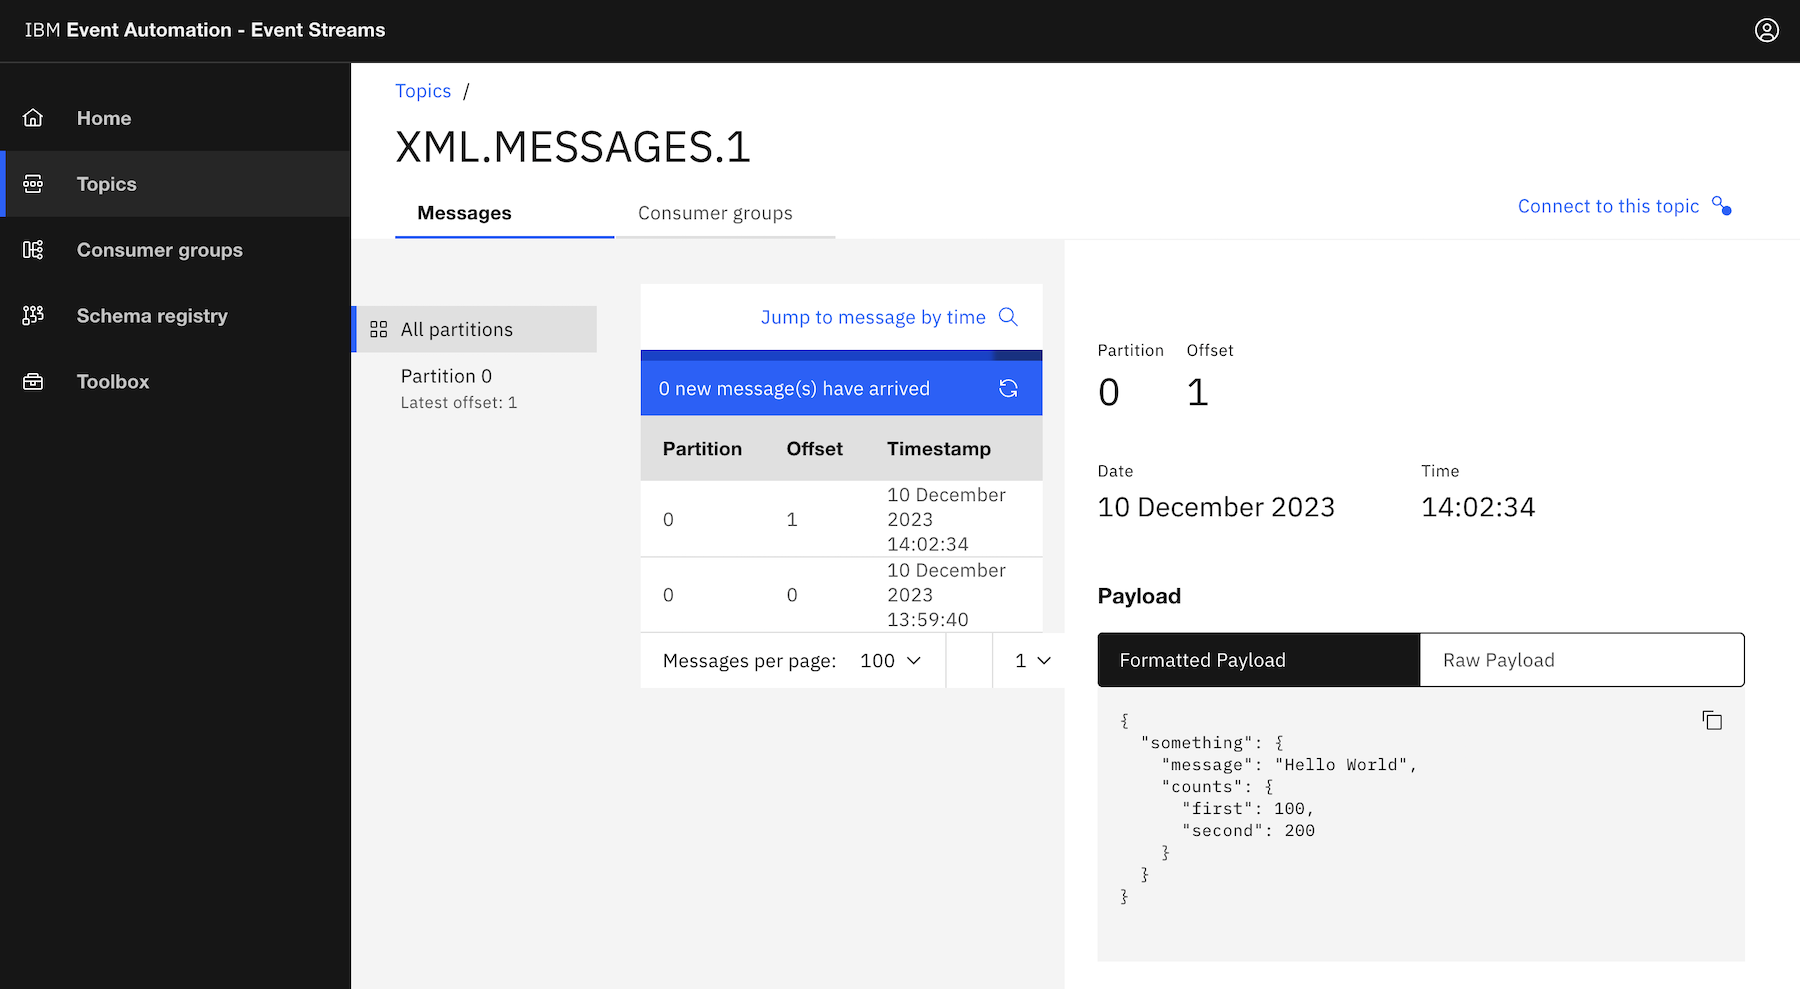 IBM Event Automation - Event Streams
Home
Topics
Consumer groups
Schema registry
Toolbox
Topics /
XML.MESSAGES.1
Messages
Consumer groups
Connect to this topic
All partitions
Partition 0
Latest offset: 1
Jump to message by time
0 new message(s) have arrived
Partition Offset Timestamp
0 1 10 December
2023
14:02:34
0 0 10 December
2023
13:59:40
Messages per page: 100 1
Partition Offset
0 1
Date Time
10 December 2023 14:02:34
Payload
Formatted Payload Raw Payload
{
  "something": {
    "message": "Hello World",
    "counts": {
      "first": 100,
      "second": 200
    }
  }
}